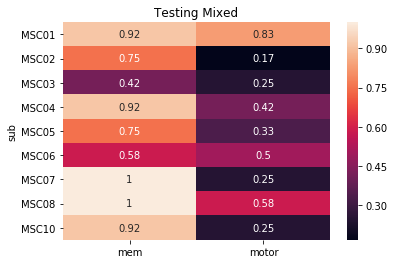 Testing Mixed
sub
MSC01 0.92 0.83
MSC02 0.75 0.17
MSC03 0.42 0.25
MSC04 0.92 0.42
MSC05 0.75 0.33
MSC06 0.58 0.5
MSC07 1 0.25
MSC08 1 0.58
MSC10 0.92 0.25
mem motor
0.90
0.75
0.60
0.45
0.30